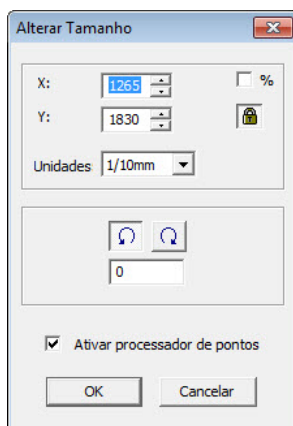 Alterar Tamanho
X: 1265 %
Y: 1830
Unidades 1/10mm
0
Ativar processador de pontos
OK Cancelar